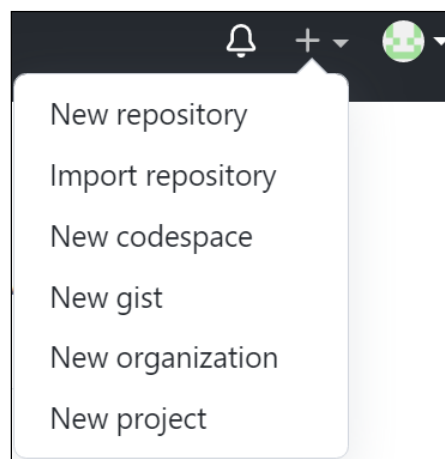 New repository
Import repository
New codespace
New gist
New organization
New project